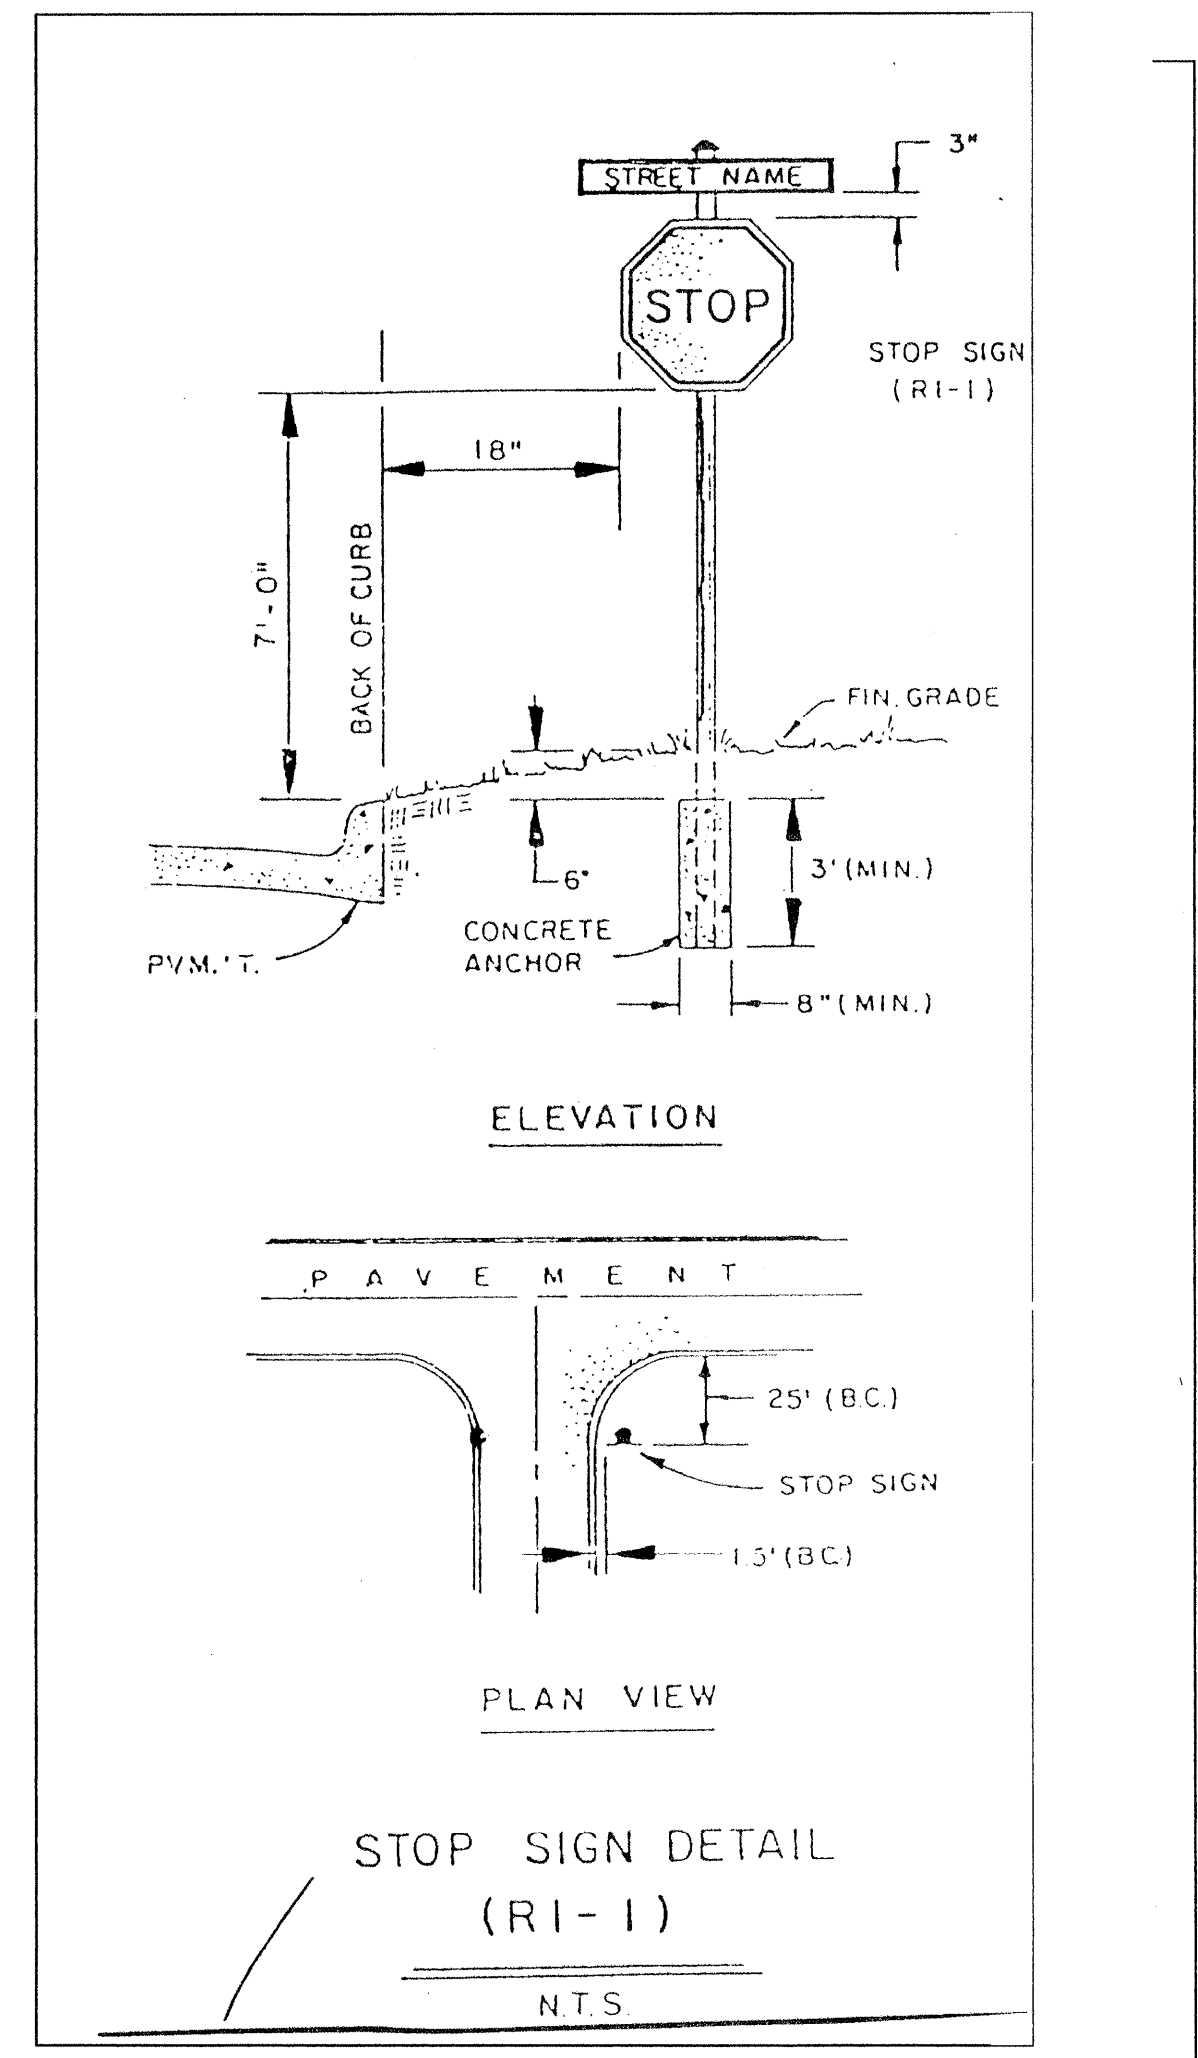 3"
STREET NAME
STOP
STOP SIGN
(R1-1)
18"
7'-0"
BACK OF CURB
FIN. GRADE
6"
3' (MIN.)
CONCRETE
ANCHOR
PVM.'T.
8" (MIN.)
ELEVATION
PAVEMENT
25' (B.C.)
STOP SIGN
1.5' (B.C.)
PLAN VIEW
STOP SIGN DETAIL
(R1-1)
N.T.S.